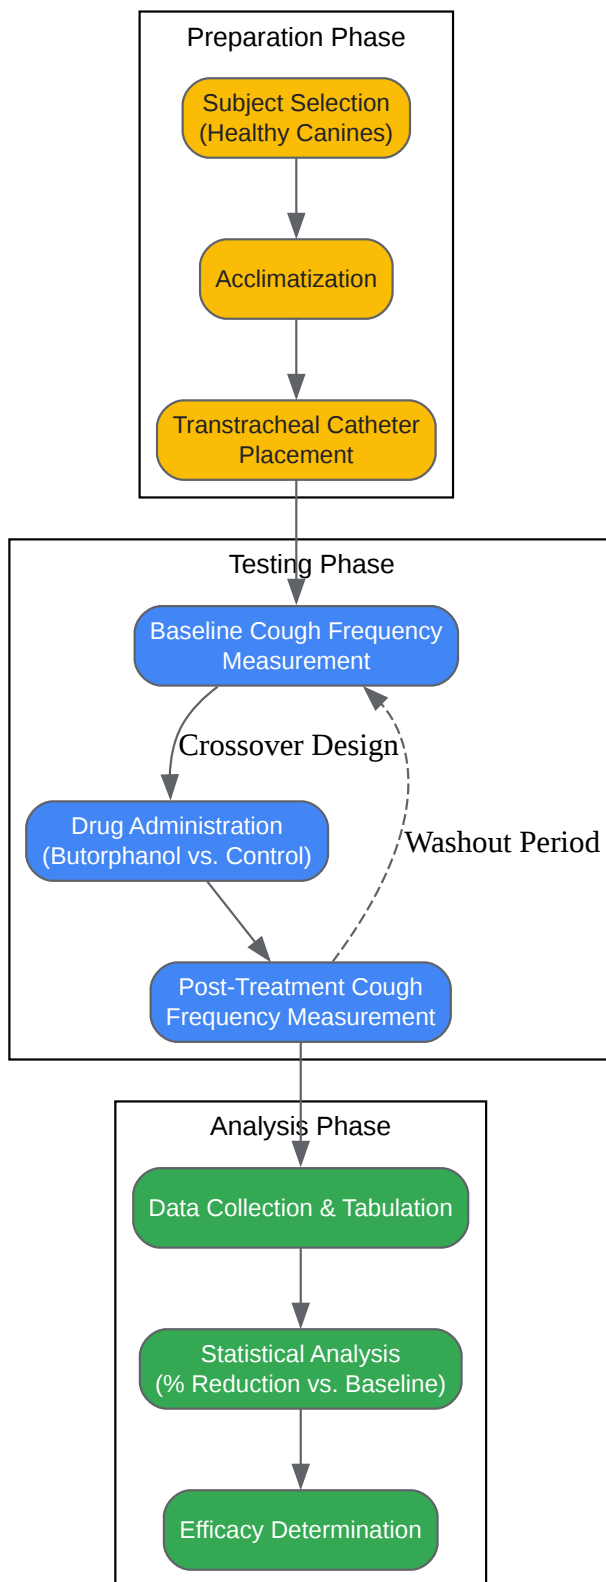 Preparation Phase
Subject Selection
(Healthy Canines)
Acclimatization
Transtracheal Catheter
Placement
Testing Phase
Baseline Cough Frequency
Measurement
Crossover Design
Drug Administration
(Butorphanol vs. Control)
Washout Period
Post-Treatment Cough
Frequency Measurement
Analysis Phase
Data Collection & Tabulation
Statistical Analysis
(% Reduction vs. Baseline)
Efficacy Determination